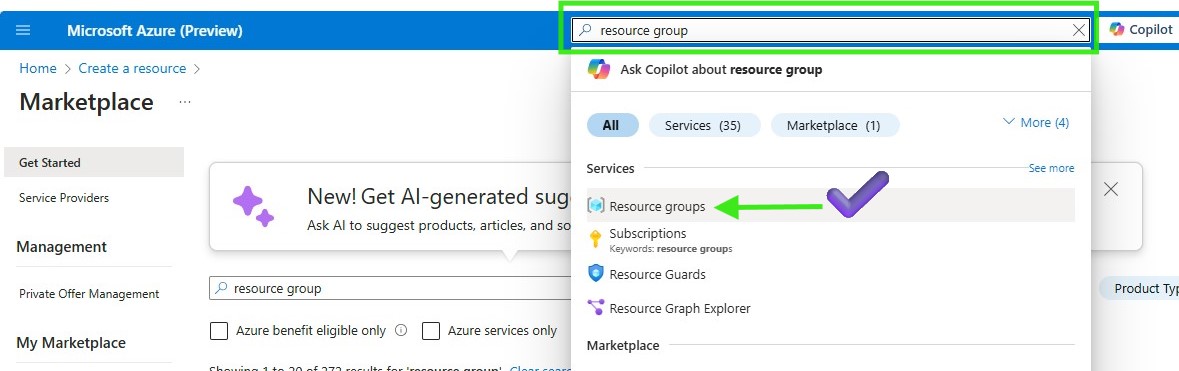 Microsoft Azure (Preview)
resource group
Copilot
Home > Create a resource >
Marketplace ...
Get Started
Service Providers
Management
Private Offer Management
My Marketplace
New! Get AI-generated sug
Ask AI to suggest products, articles, and so
resource group
Azure benefit eligible only
Azure services only
Showing 1 to 20 of 272 results for 'resource group'. Clear searc
Ask Copilot about resource group
All
Services (35)
Marketplace (1)
More (4)
Services
See more
Resource groups
Subscriptions
Keywords: resource groups
Resource Guards
Resource Graph Explorer
Marketplace
Product Typ